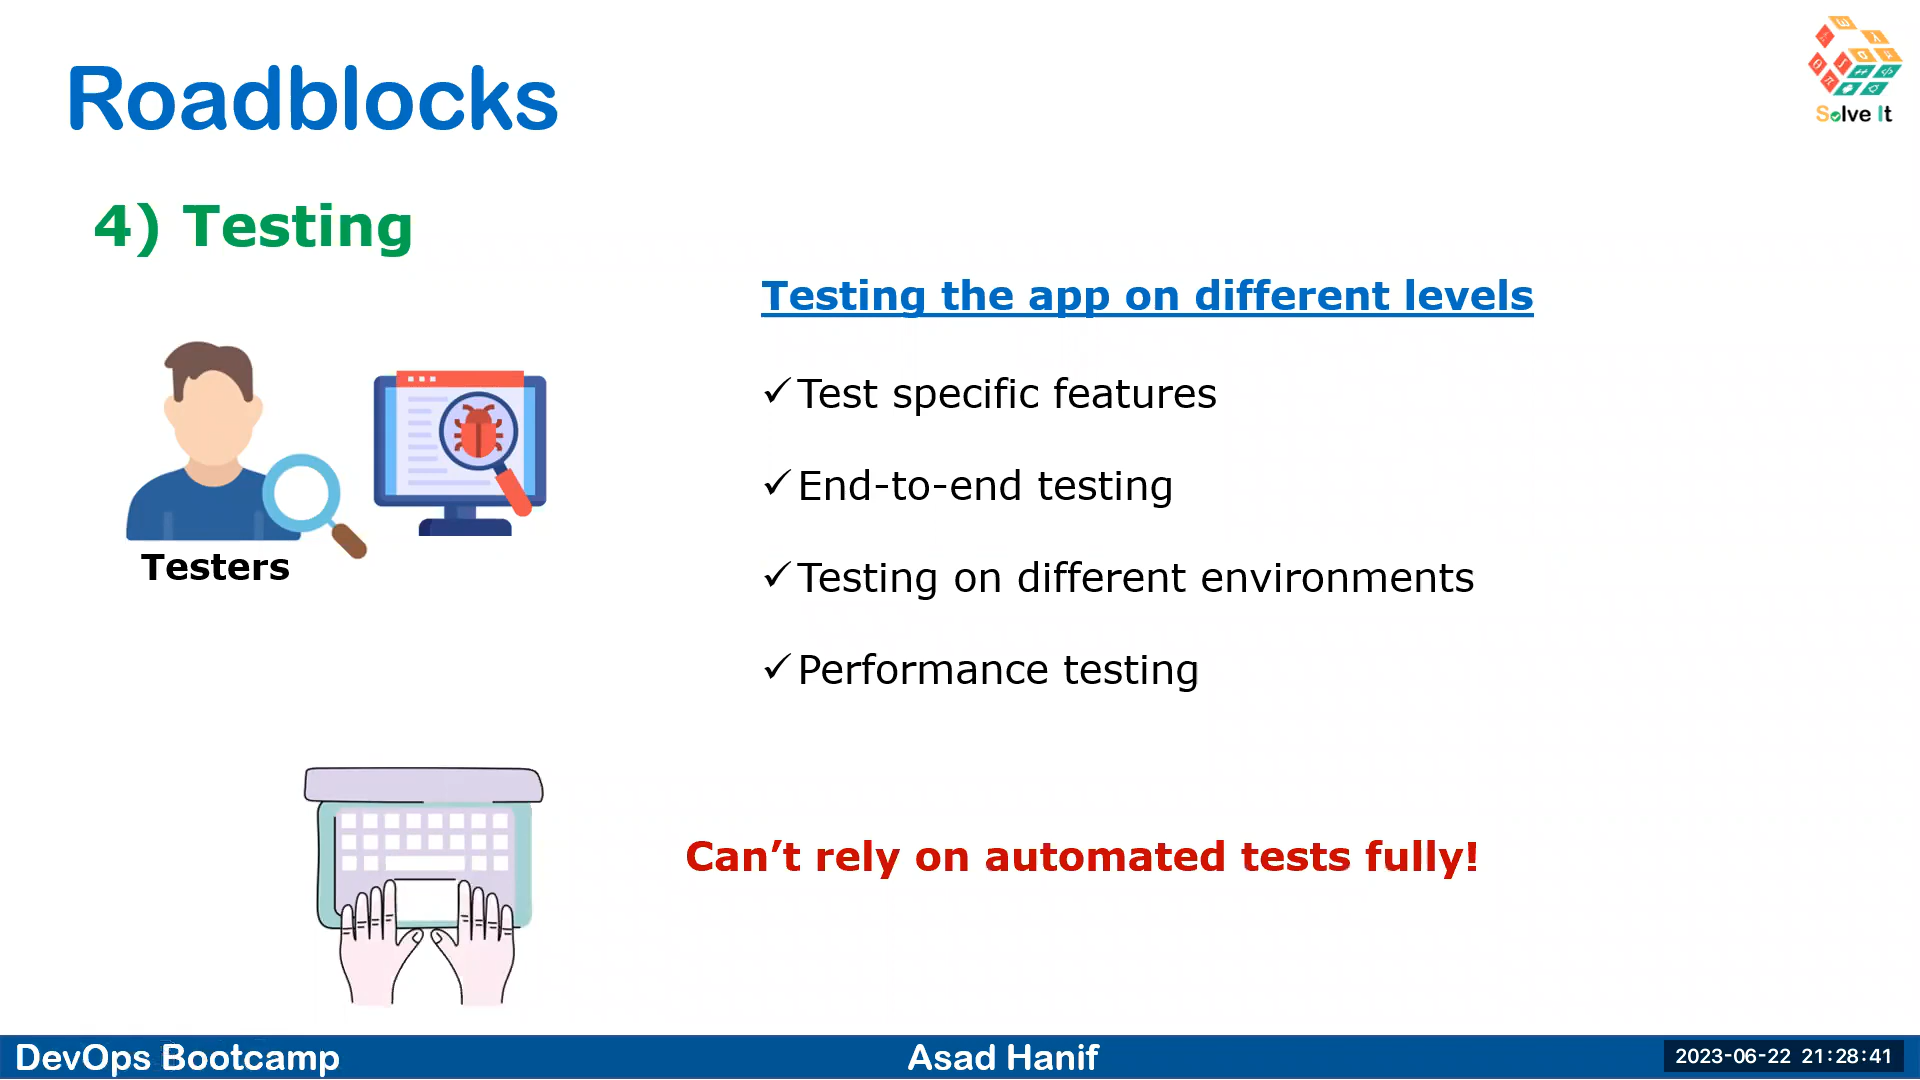 Roadblocks
Solve It
4) Testing
Testing the app on different levels
✓ Test specific features
✓ End-to-end testing
✓ Testing on different environments
✓ Performance testing
Testers
Can’t rely on automated tests fully!
DevOps Bootcamp
Asad Hanif
2023-06-22 21:28:41